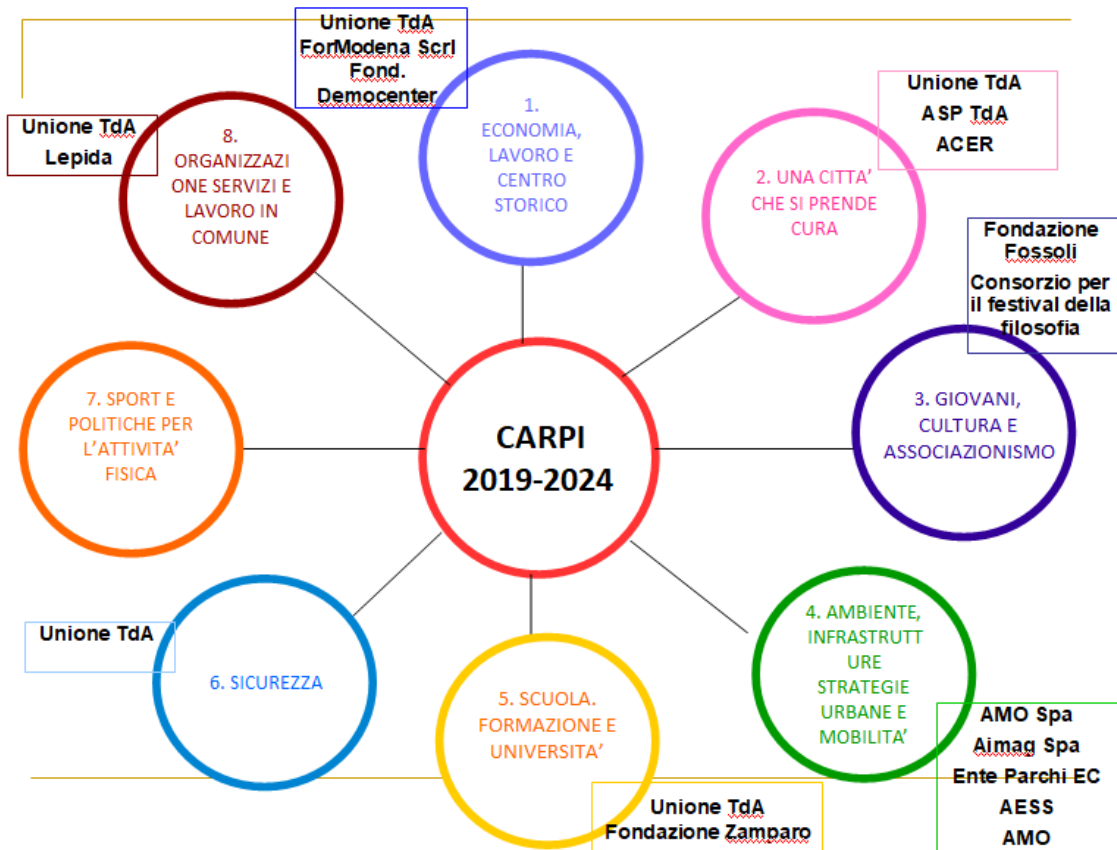 Unione TdA
ForModena Scrl
Fond.
Democenter
1.
ECONOMIA,
LAVORO E
CENTRO
STORICO
Unione TdA
ASP TdA
ACER
2. UNA CITTA’
CHE SI PRENDE
CURA
Fondazione
Fossoli
Consorzio per
il festival della
filosofia
3. GIOVANI,
CULTURA E
ASSOCIAZIONISMO
4. AMBIENTE,
INFRASTRUTT
URE
STRATEGIE
URBANE E
MOBILITA’
AMO Spa
Aimag Spa
Ente Parchi EC
AESS
AMO
5. SCUOLA.
FORMAZIONE E
UNIVERSITA’
Unione TdA
Fondazione Zamparo
6. SICUREZZA
Unione TdA
7. SPORT E
POLITICHE PER
L’ATTIVITA’
FISICA
8.
ORGANIZZAZI
ONE SERVIZI E
LAVORO IN
COMUNE
Unione TdA
Lepida
CARPI
2019-2024